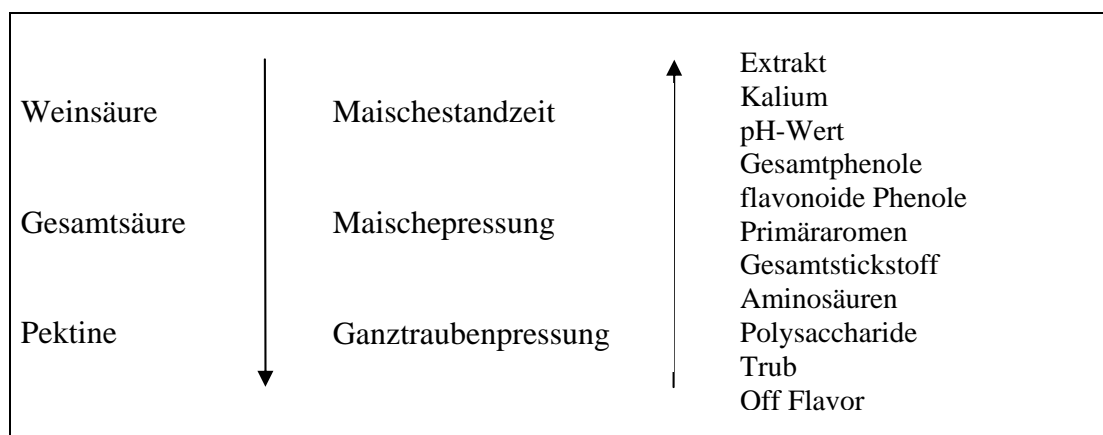 Weinsäure
Gesamtsäure
Pektine
Maischestandzeit
Maischepressung
Ganztraubenpressung
Extrakt
Kalium
pH-Wert
Gesamtphenole
flavonoide Phenole
Primäraromen
Gesamtstickstoff
Aminosäuren
Polysaccharide
Trub
Off Flavor